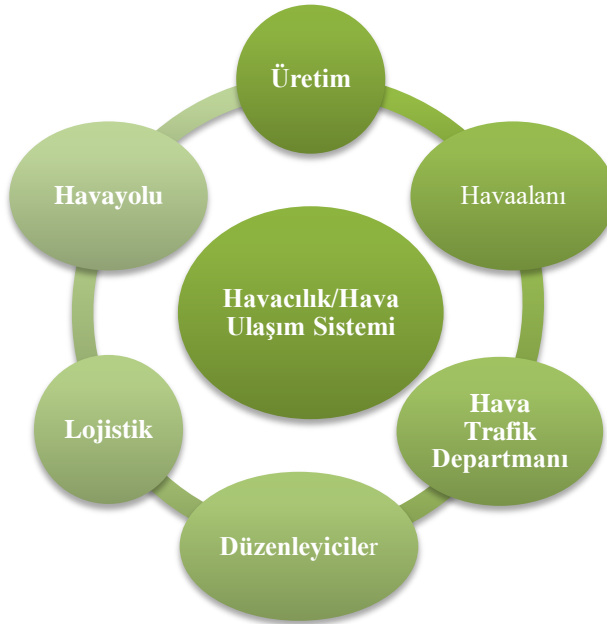 Üretim
Havaalanı
Hava
Trafik
Departmanı
Düzenleyiciler
Lojistik
Havayolu
Havacılık/Hava
Ulaşım Sistemi